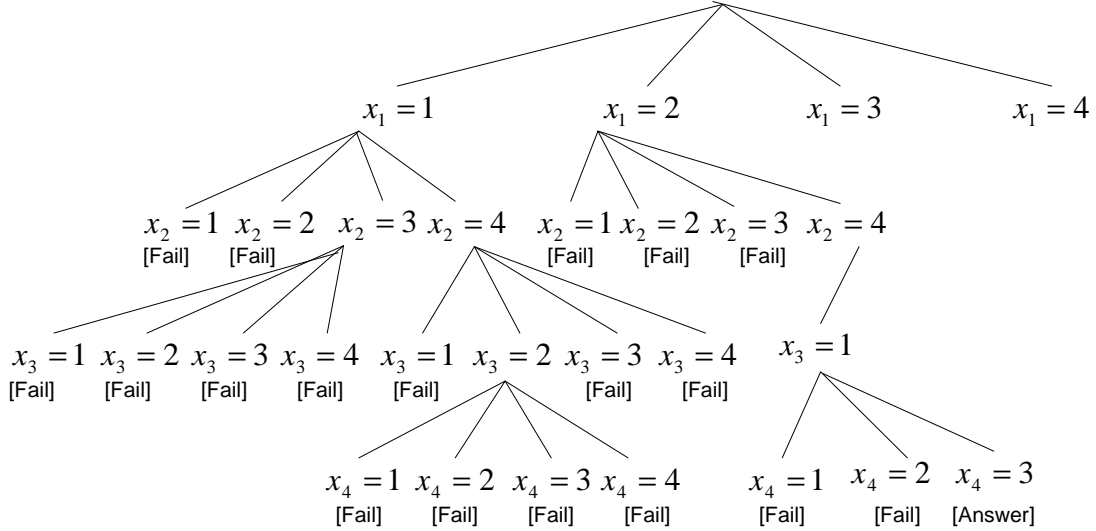 x₁ = 1 x₁ = 2 x₁ = 3 x₁ = 4
x₂ = 1 x₂ = 2 x₂ = 3 x₂ = 4 x₂ = 1 x₂ = 2 x₂ = 3 x₂ = 4
[Fail] [Fail] [Fail] [Fail] [Fail]
x₃ = 1 x₃ = 2 x₃ = 3 x₃ = 4 x₃ = 1 x₃ = 2 x₃ = 3 x₃ = 4 x₃ = 1
[Fail] [Fail] [Fail] [Fail] [Fail] [Fail] [Fail]
x₄ = 1 x₄ = 2 x₄ = 3 x₄ = 4 x₄ = 1 x₄ = 2 x₄ = 3
[Fail] [Fail] [Fail] [Fail] [Fail] [Fail] [Answer]